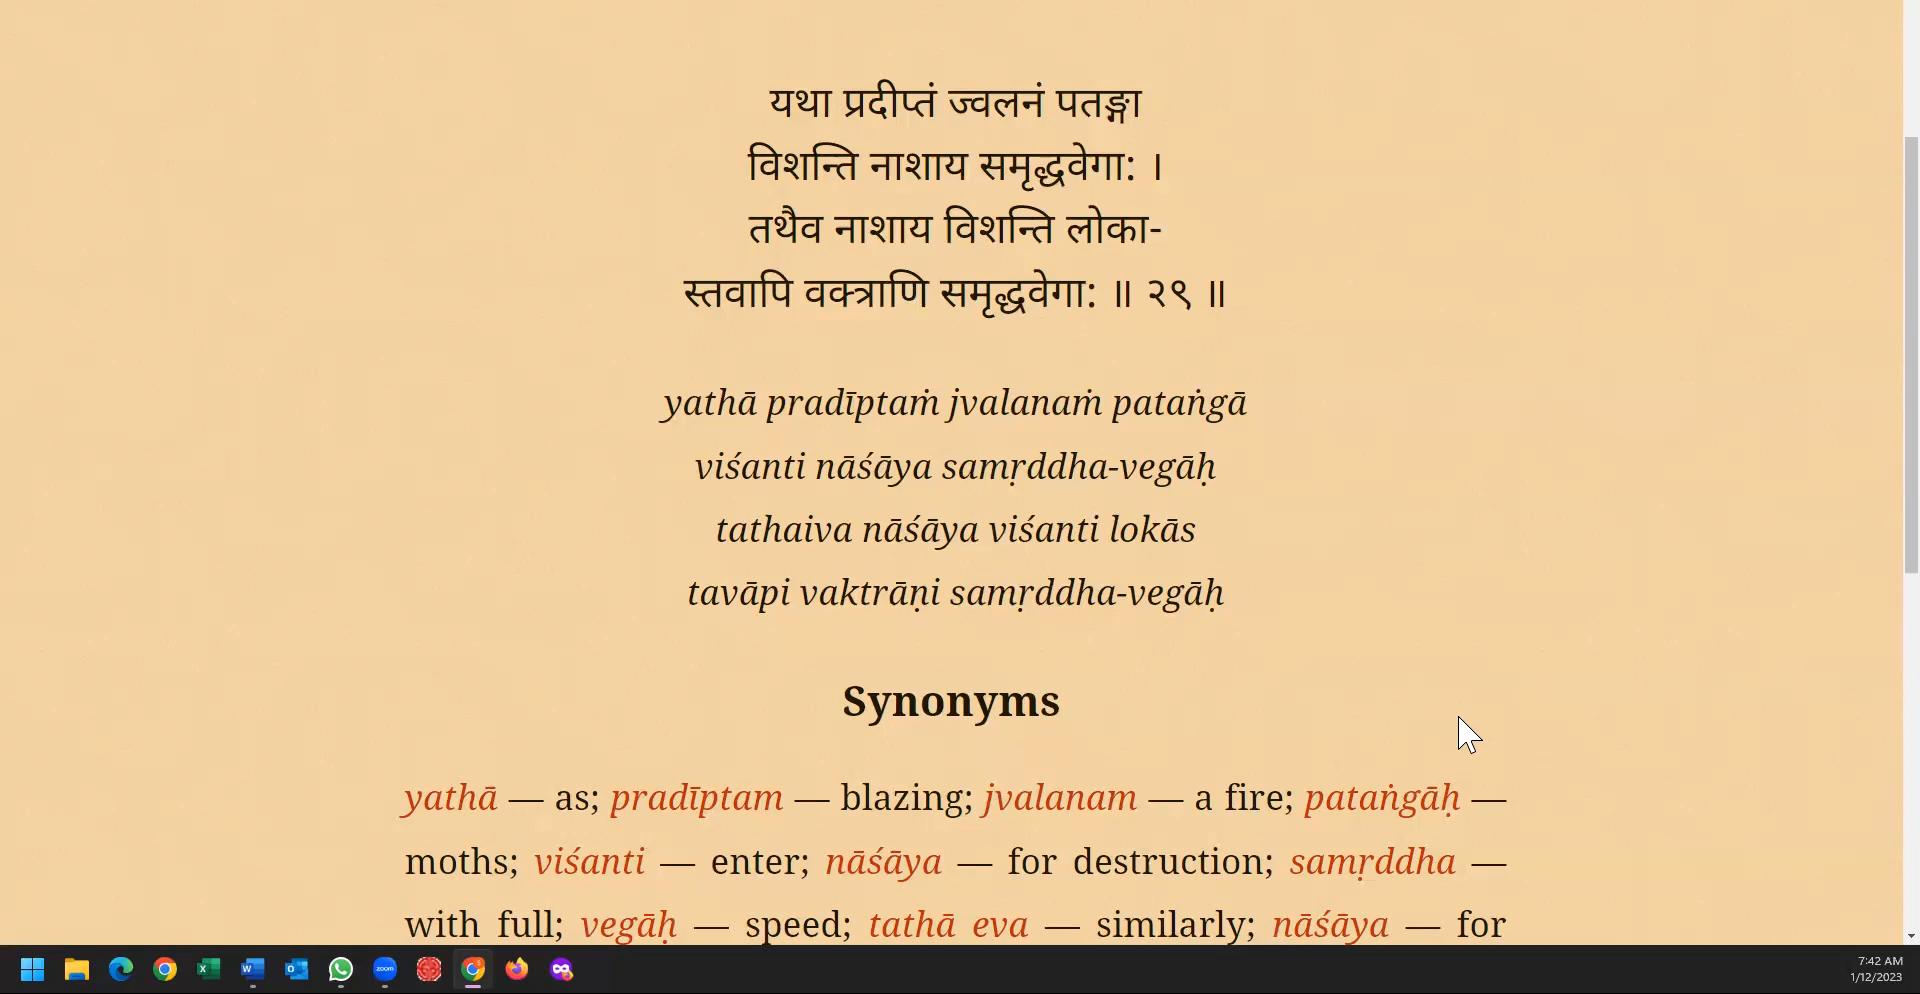 यथा प्रदीप्तं ज्वलनं पतङ्गा
विशन्ति नाशाय समृद्धवेगा: ।
तथैव नाशाय विशन्ति लोका-
स्तवापि वक्‍त्राणि समृद्धवेगा: ॥ २९ ॥
yathā pradīptaṁ jvalanaṁ pataṅgā
viśanti nāśāya samṛddha-vegāḥ
tathaiva nāśāya viśanti lokās
tavāpi vaktrāṇi samṛddha-vegāḥ
Synonyms
yathā — as; pradīptam — blazing; jvalanam — a fire; pataṅgāḥ —
moths; viśanti — enter; nāśāya — for destruction; samṛddha —
with full; vegāḥ — speed; tathā eva — similarly; nāśāya — for
zoom
7:42 AM
1/12/2023